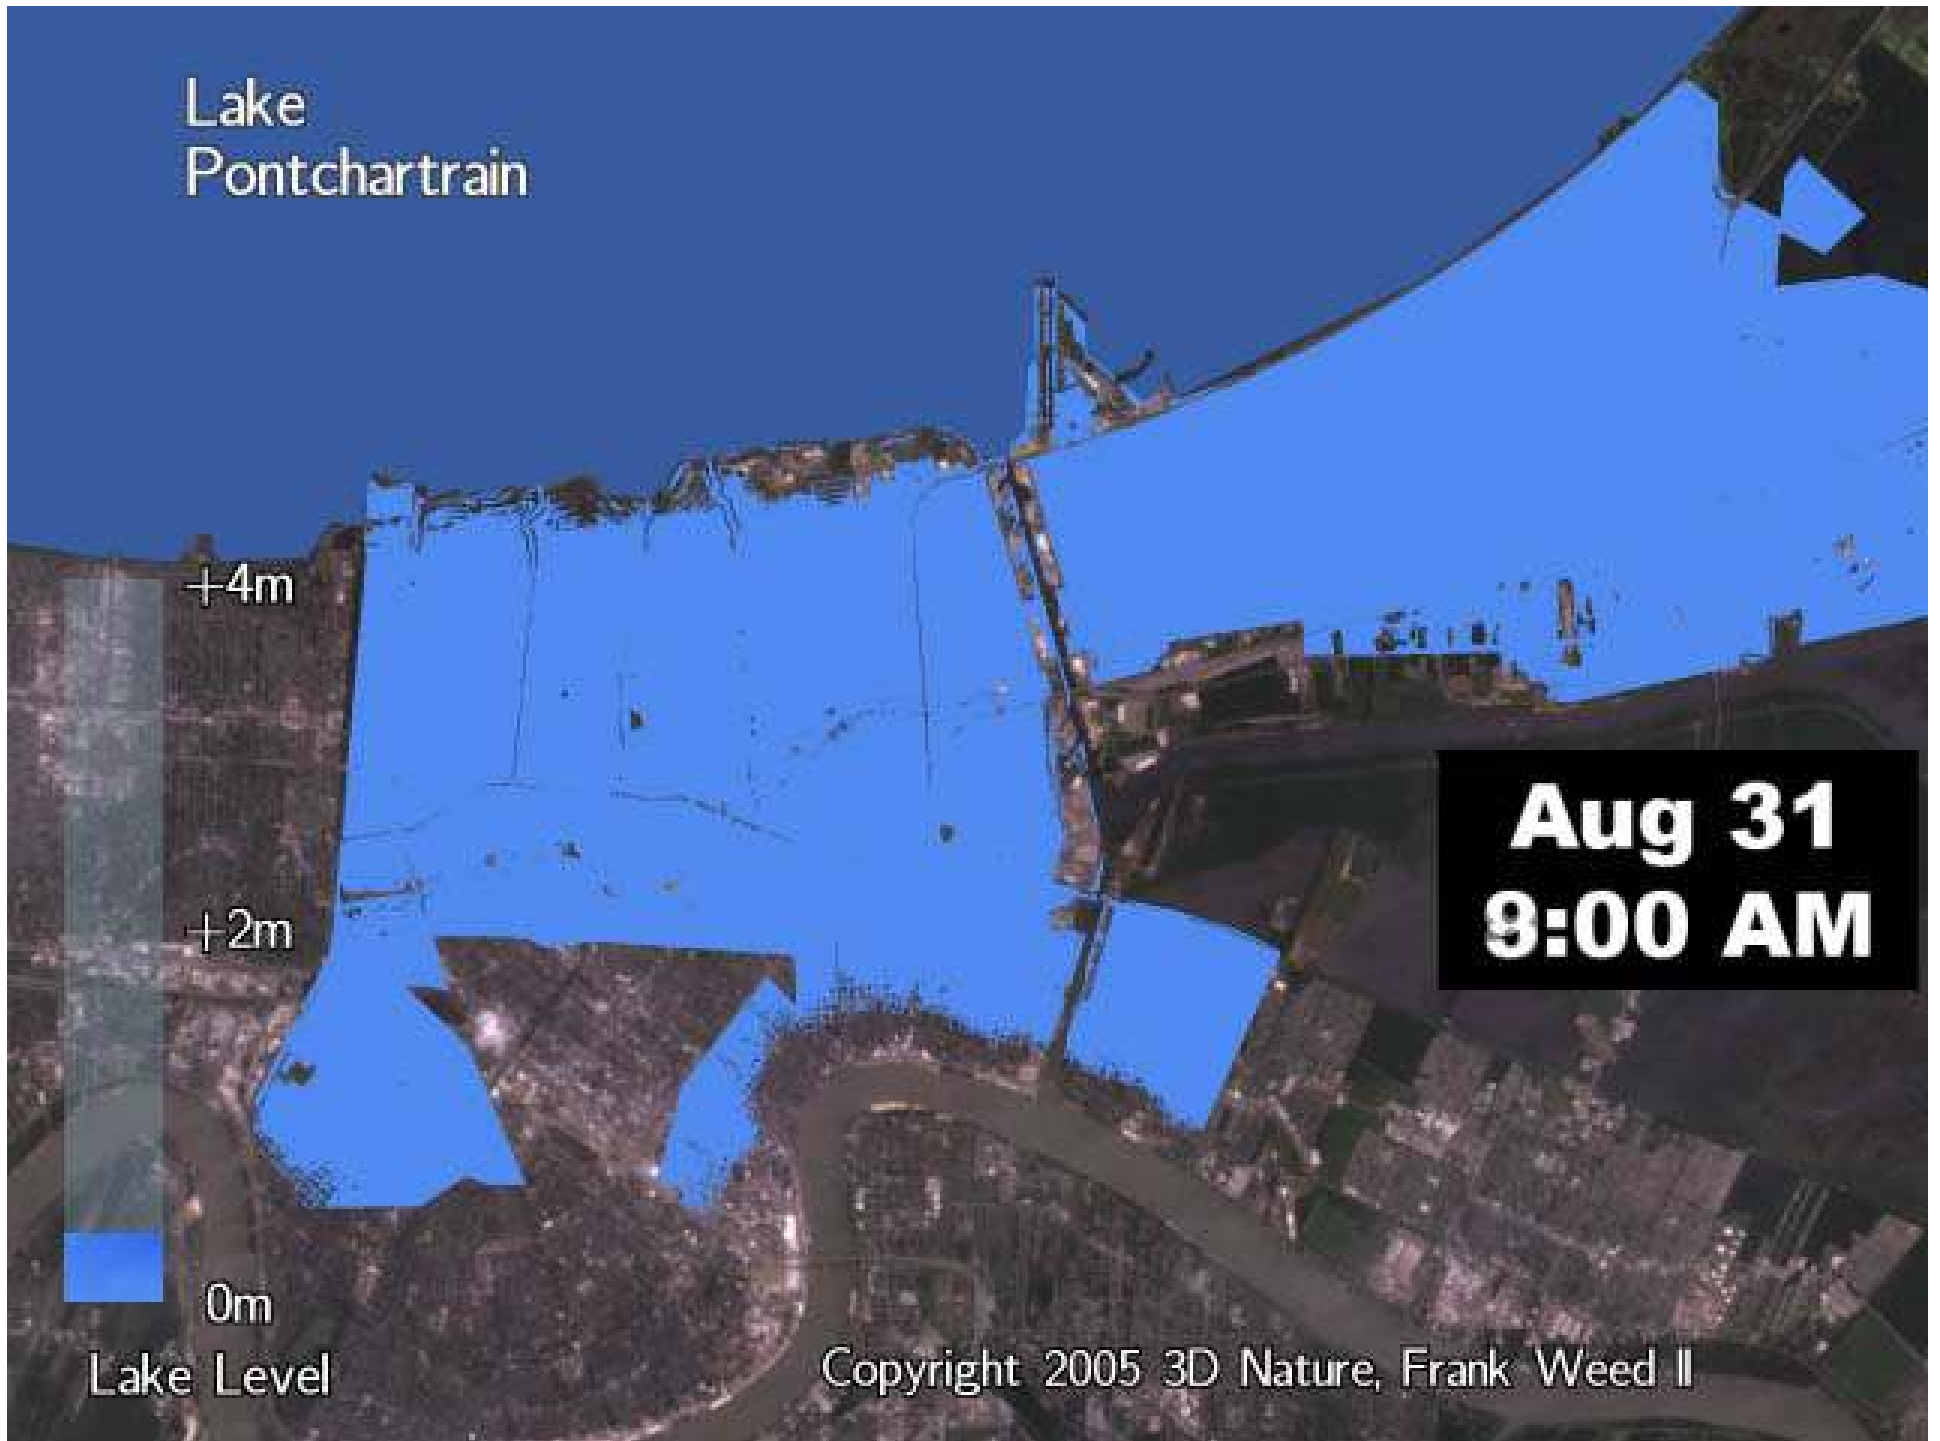 Lake
Pontchartrain
+4m
+2m
0m
Lake Level
Aug 31
9:00 AM
Copyright 2005 3D Nature, Frank Weed II